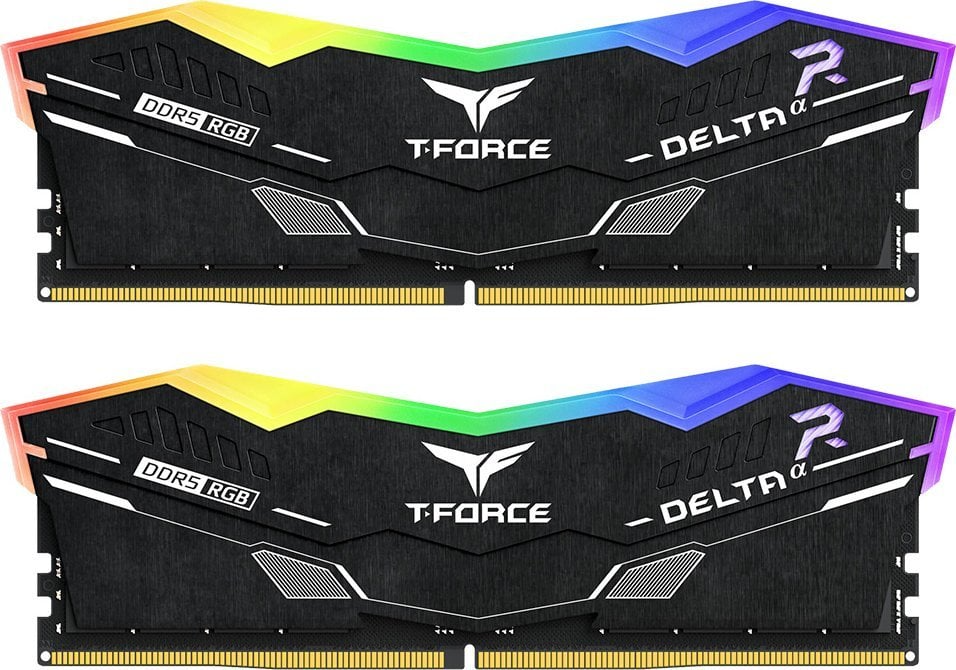 DDR5 RGB
T-FORCE
DELTA α
R
DDR5 RGB
T-FORCE
DELTA α
R